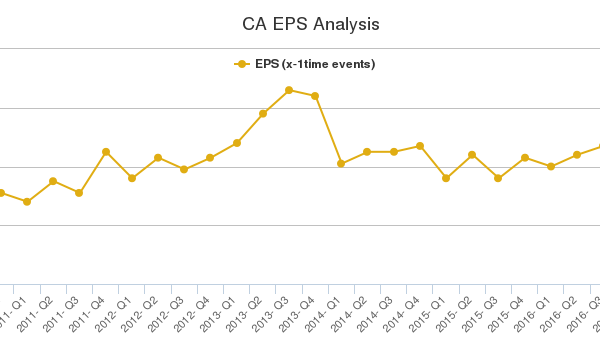 CA EPS Analysis
EPS (x-1time events)
2011- Q2
2011- Q3
2011- Q4
2012- Q1
2012- Q2
2012- Q3
2012- Q4
2013- Q1
2013- Q2
2013- Q3
2013- Q4
2014- Q1
2014- Q2
2014- Q3
2014- Q4
2015- Q1
2015- Q2
2015- Q3
2015- Q4
2016- Q1
2016- Q2
2016- Q3